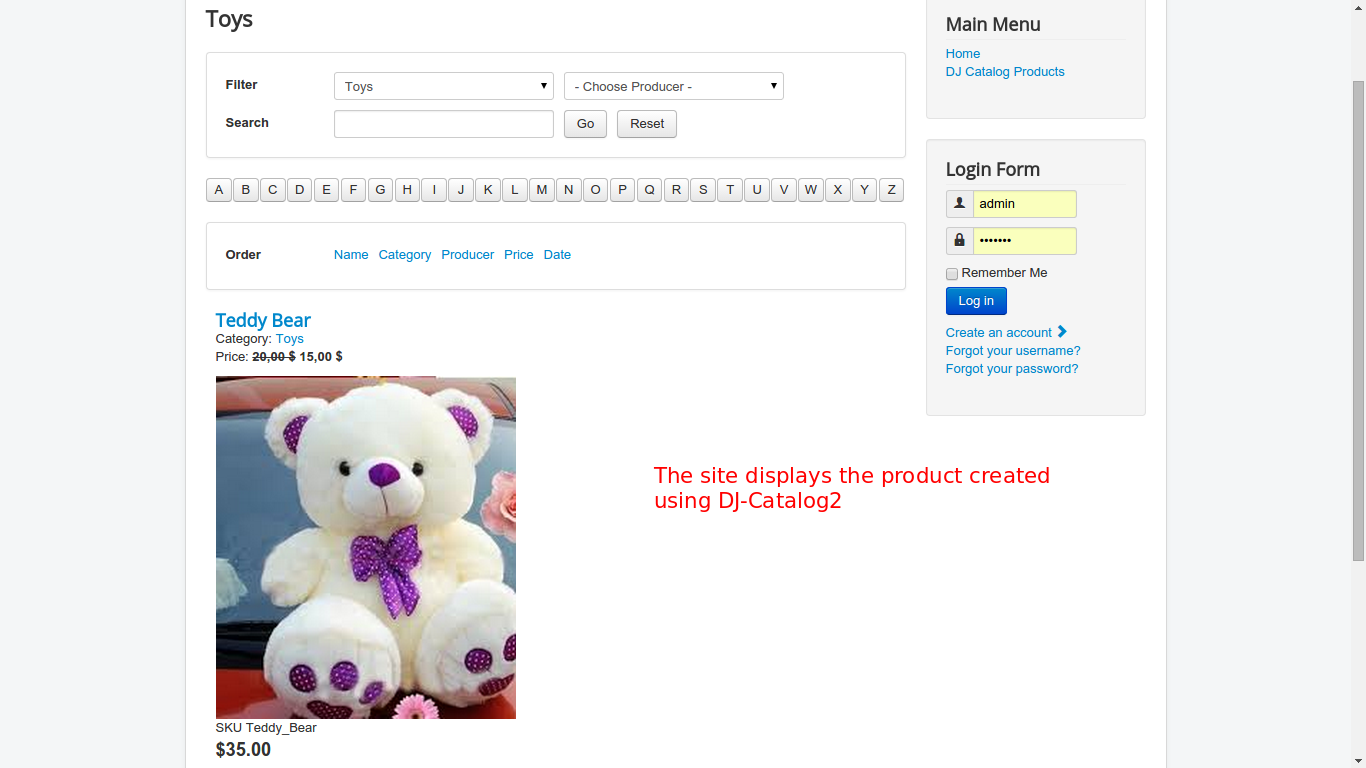 Toys
Filter
Toys
- Choose Producer -
Search
Go
Reset
A B C D E F G H I J K L M N O P Q R S T U V W X Y Z
Order
Name Category Producer Price Date
Teddy Bear
Category: Toys
Price: 20,00 $ 15,00 $
SKU Teddy_Bear
$35.00
The site displays the product created
using DJ-Catalog2
Main Menu
Home
DJ Catalog Products
Login Form
admin
•••••••
Remember Me
Log in
Create an account
Forgot your username?
Forgot your password?